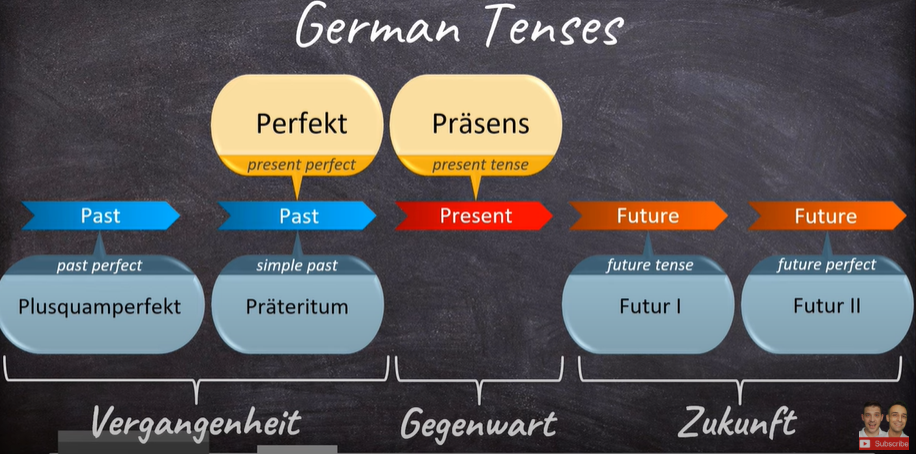 German Tenses
Perfekt
present perfect
Präsens
present tense
Past
Past
Present
Future
Future
past perfect
Plusquamperfekt
simple past
Präteritum
future tense
Futur I
future perfect
Futur II
Vergangenheit
Gegenwart
Zukunft
Subscribe